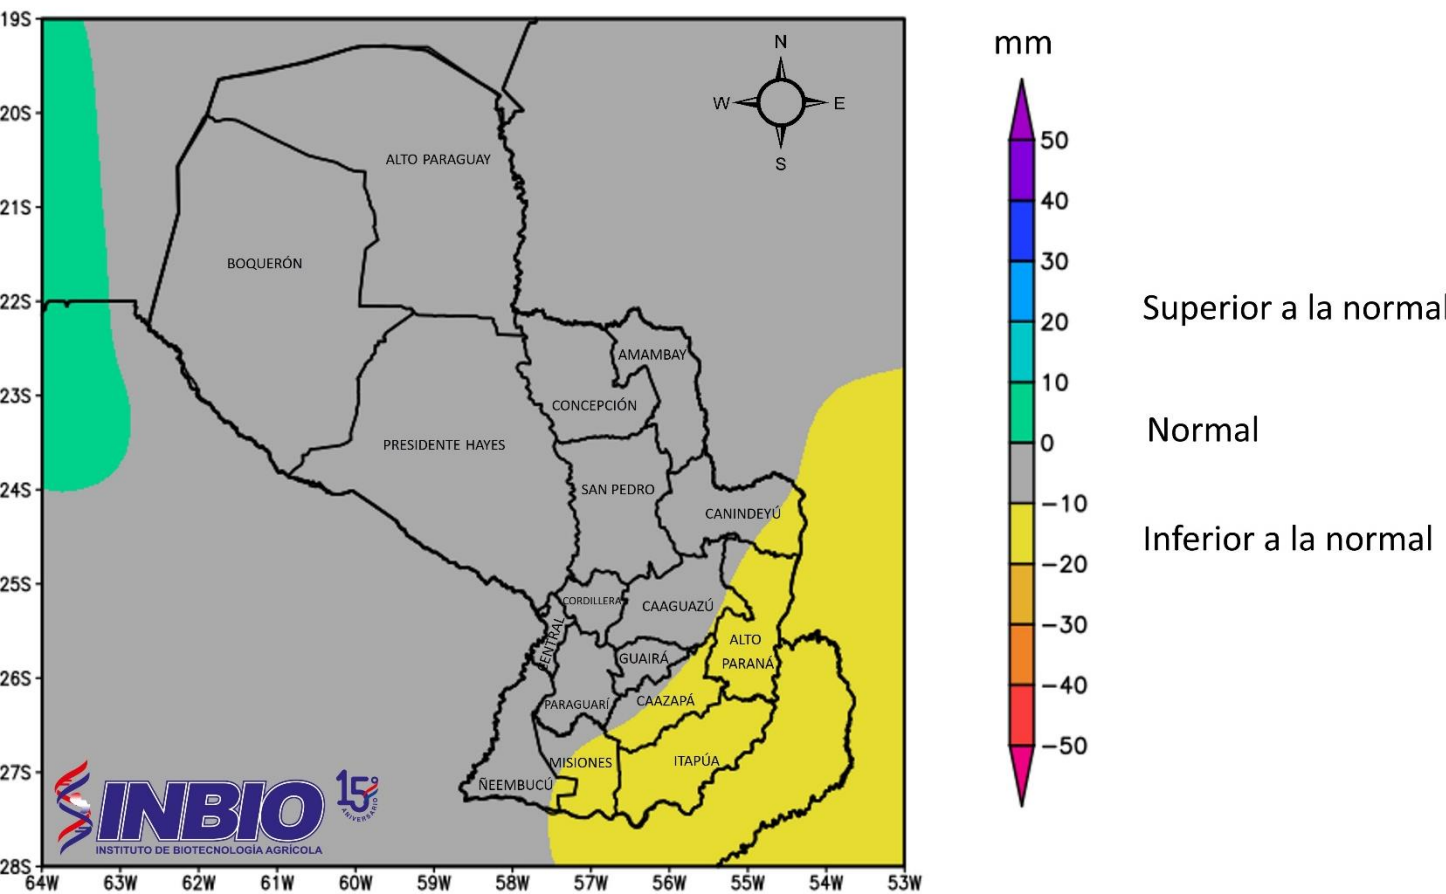 19S
20S
21S
22S
23S
24S
25S
26S
27S
28S
64W 63W 62W 61W 60W 59W 58W 57W 56W 55W 54W 53W
N
W E
S
ALTO PARAGUAY
BOQUERÓN
AMAMBAY
CONCEPCIÓN
PRESIDENTE HAYES
SAN PEDRO
CANINDEYÚ
CORDILLERA
CAAGUAZÚ
CENTRAL
ALTO
PARANÁ
GUAIRÁ
CAAZAPÁ
PARAGUARÍ
MISIONES
ITAPÚA
ÑEEMBUCÚ
INBIO
INSTITUTO DE BIOTECNOLOGÍA AGRÍCOLA
15º
ANIVERSARIO
mm
50
40
30
20
10
0
−10
−20
−30
−40
−50
Superior a la normal
Normal
Inferior a la normal